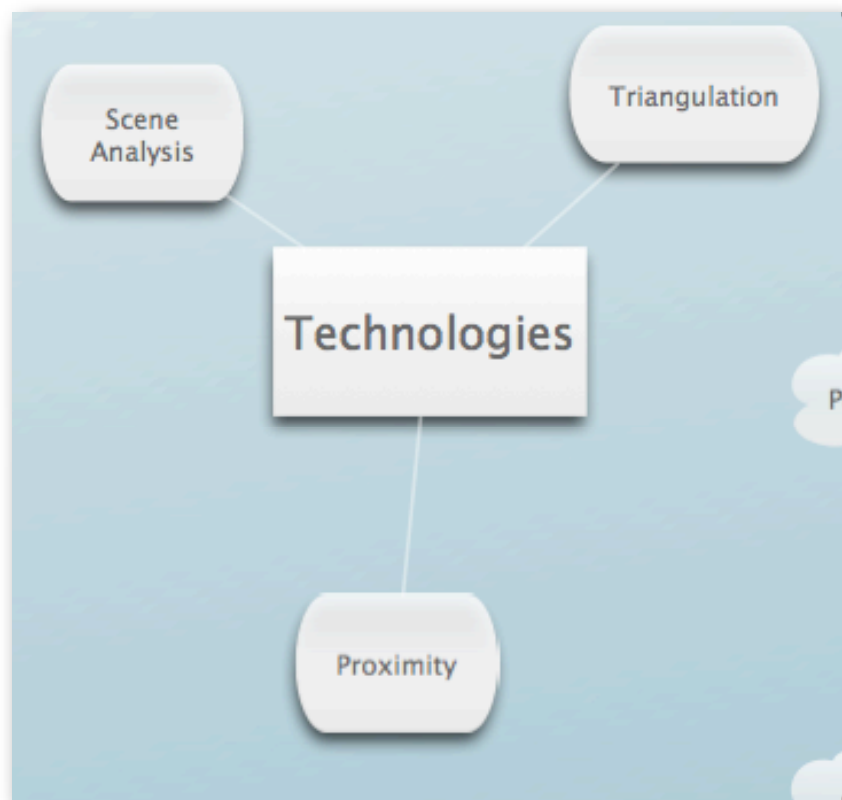 Triangulation
Scene
Analysis
Technologies
P
Proximity